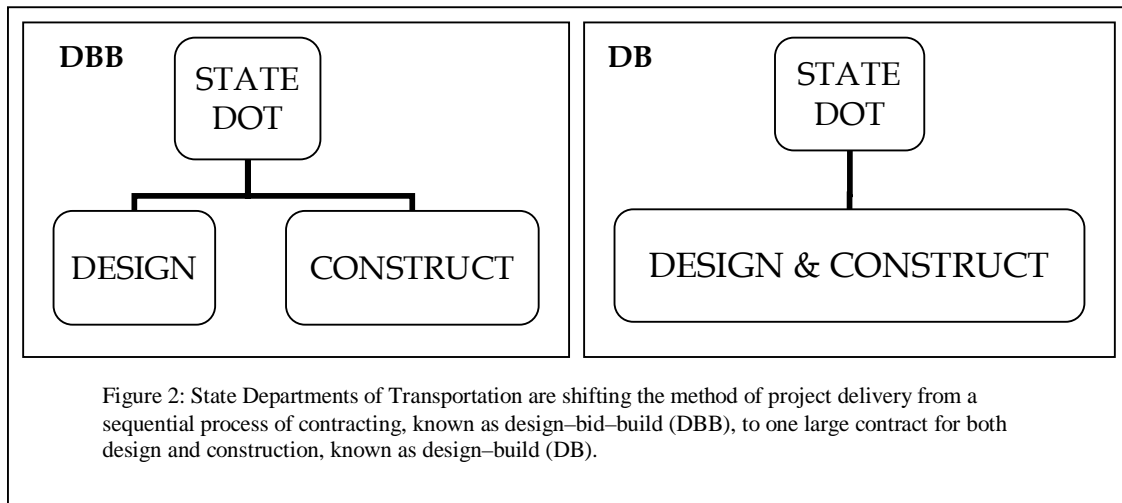 DBB
STATE
DOT
DESIGN
CONSTRUCT
DB
STATE
DOT
DESIGN & CONSTRUCT
Figure 2: State Departments of Transportation are shifting the method of project delivery from a
sequential process of contracting, known as design–bid–build (DBB), to one large contract for both
design and construction, known as design–build (DB).